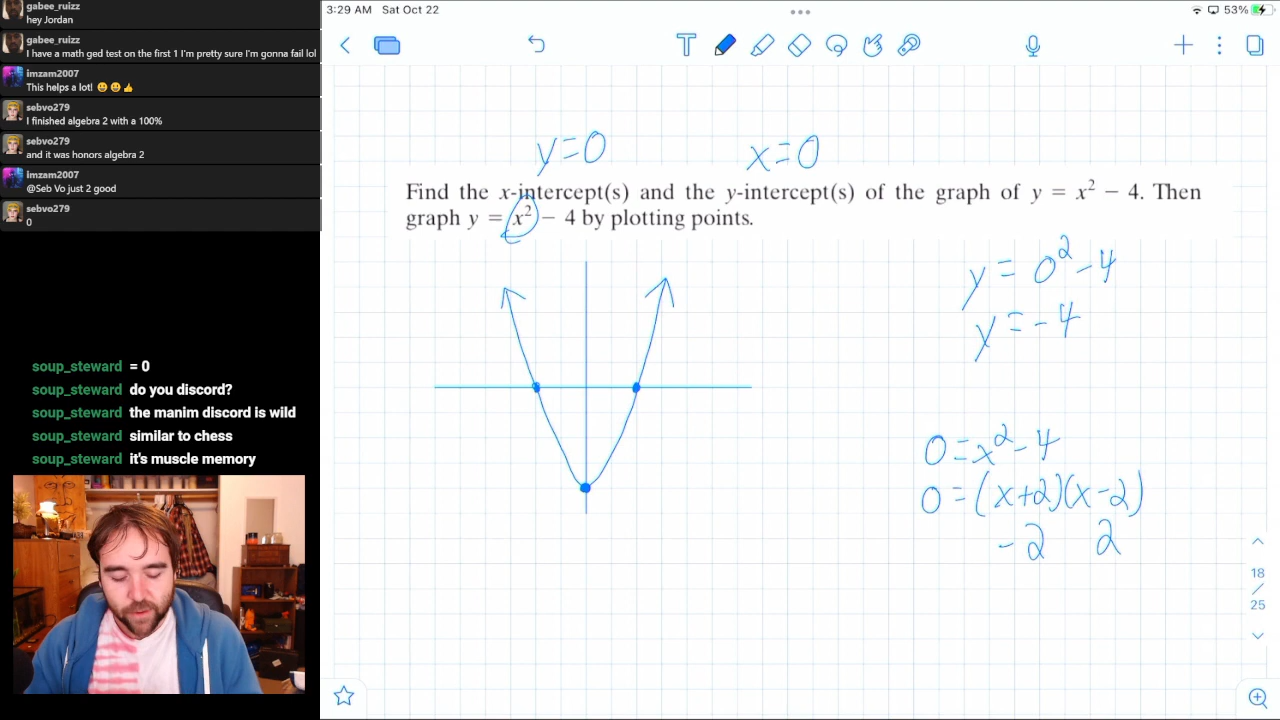 gabee_ruizz
hey Jordan
gabee_ruizz
I have a math ged test on the first 1 I'm pretty sure I'm gonna fail lol
imzam2007
This helps a lot! 😀😀👍
sebvo279
I finished algebra 2 with a 100%
sebvo279
and it was honors algebra 2
imzam2007
@Seb Vo just 2 good
sebvo279
0
soup_steward = 0
soup_steward do you discord?
soup_steward the manim discord is wild
soup_steward similar to chess
soup_steward it's muscle memory
3:29 AM Sat Oct 22
53%
T
y=0
x=0
Find the x-intercept(s) and the y-intercept(s) of the graph of y = x² − 4. Then
graph y = x² − 4 by plotting points.
y = 0² - 4
y = -4
0 = x² - 4
0 = (x+2)(x-2)
-2 2
18
/
25